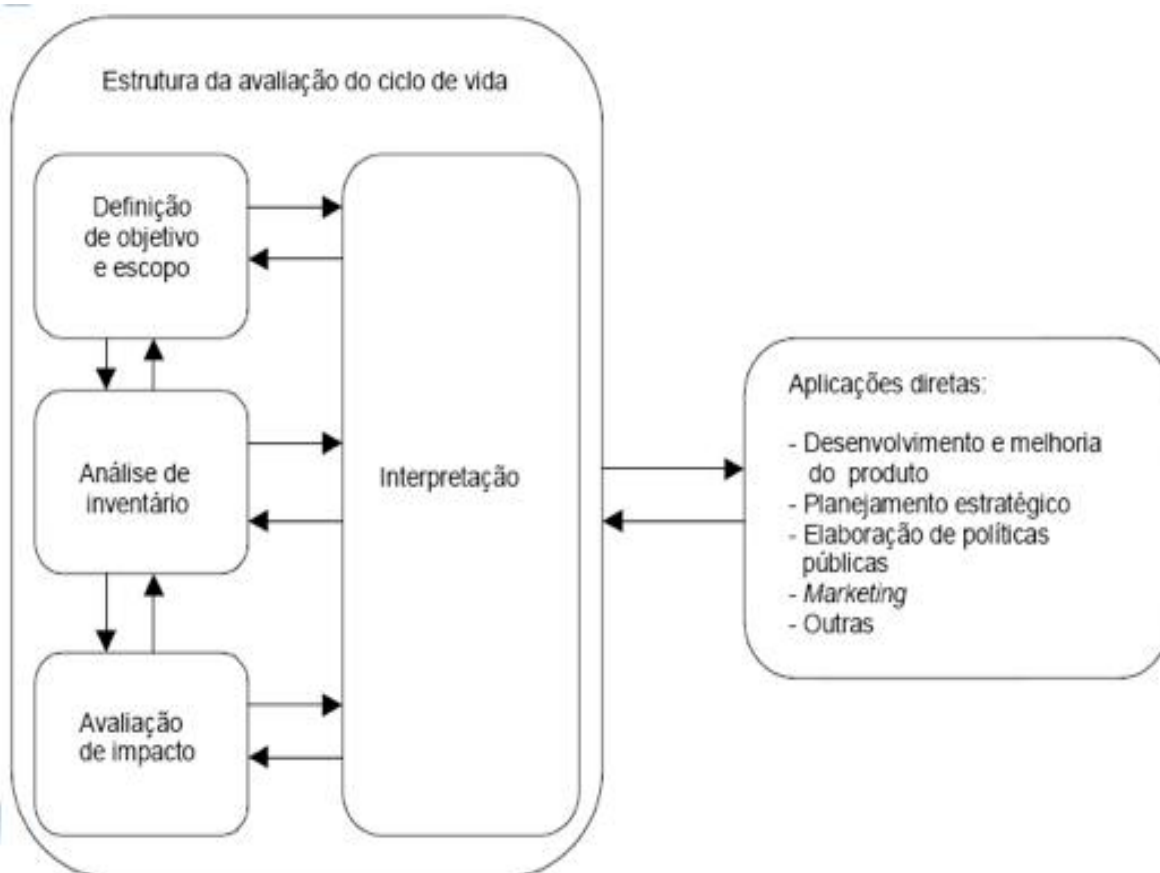 Estrutura da avaliação do ciclo de vida
Definição
de objetivo
e escopo
Análise de
inventário
Avaliação
de impacto
Interpretação
Aplicações diretas:
- Desenvolvimento e melhoria
do produto
- Planejamento estratégico
- Elaboração de políticas
públicas
- Marketing
- Outras